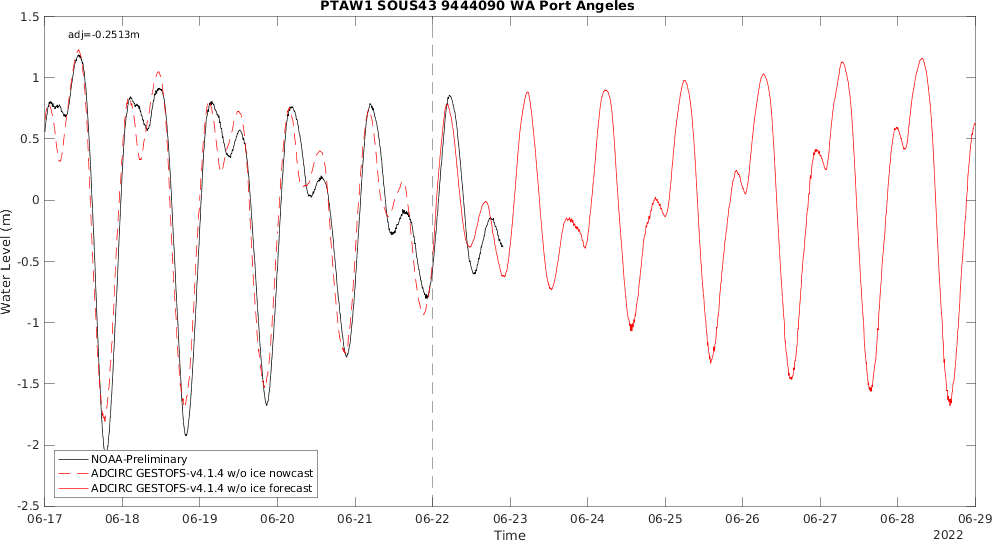 PTAW1 SOUS43 9444090 WA Port Angeles
adj=-0.2513m
1.5
1
0.5
0
-0.5
-1
-1.5
-2
-2.5
Water Level (m)
NOAA-Preliminary
ADCIRC GESTOFS-v4.1.4 w/o ice nowcast
ADCIRC GESTOFS-v4.1.4 w/o ice forecast
06-17 06-18 06-19 06-20 06-21 06-22 06-23 06-24 06-25 06-26 06-27 06-28 06-29
Time
2022